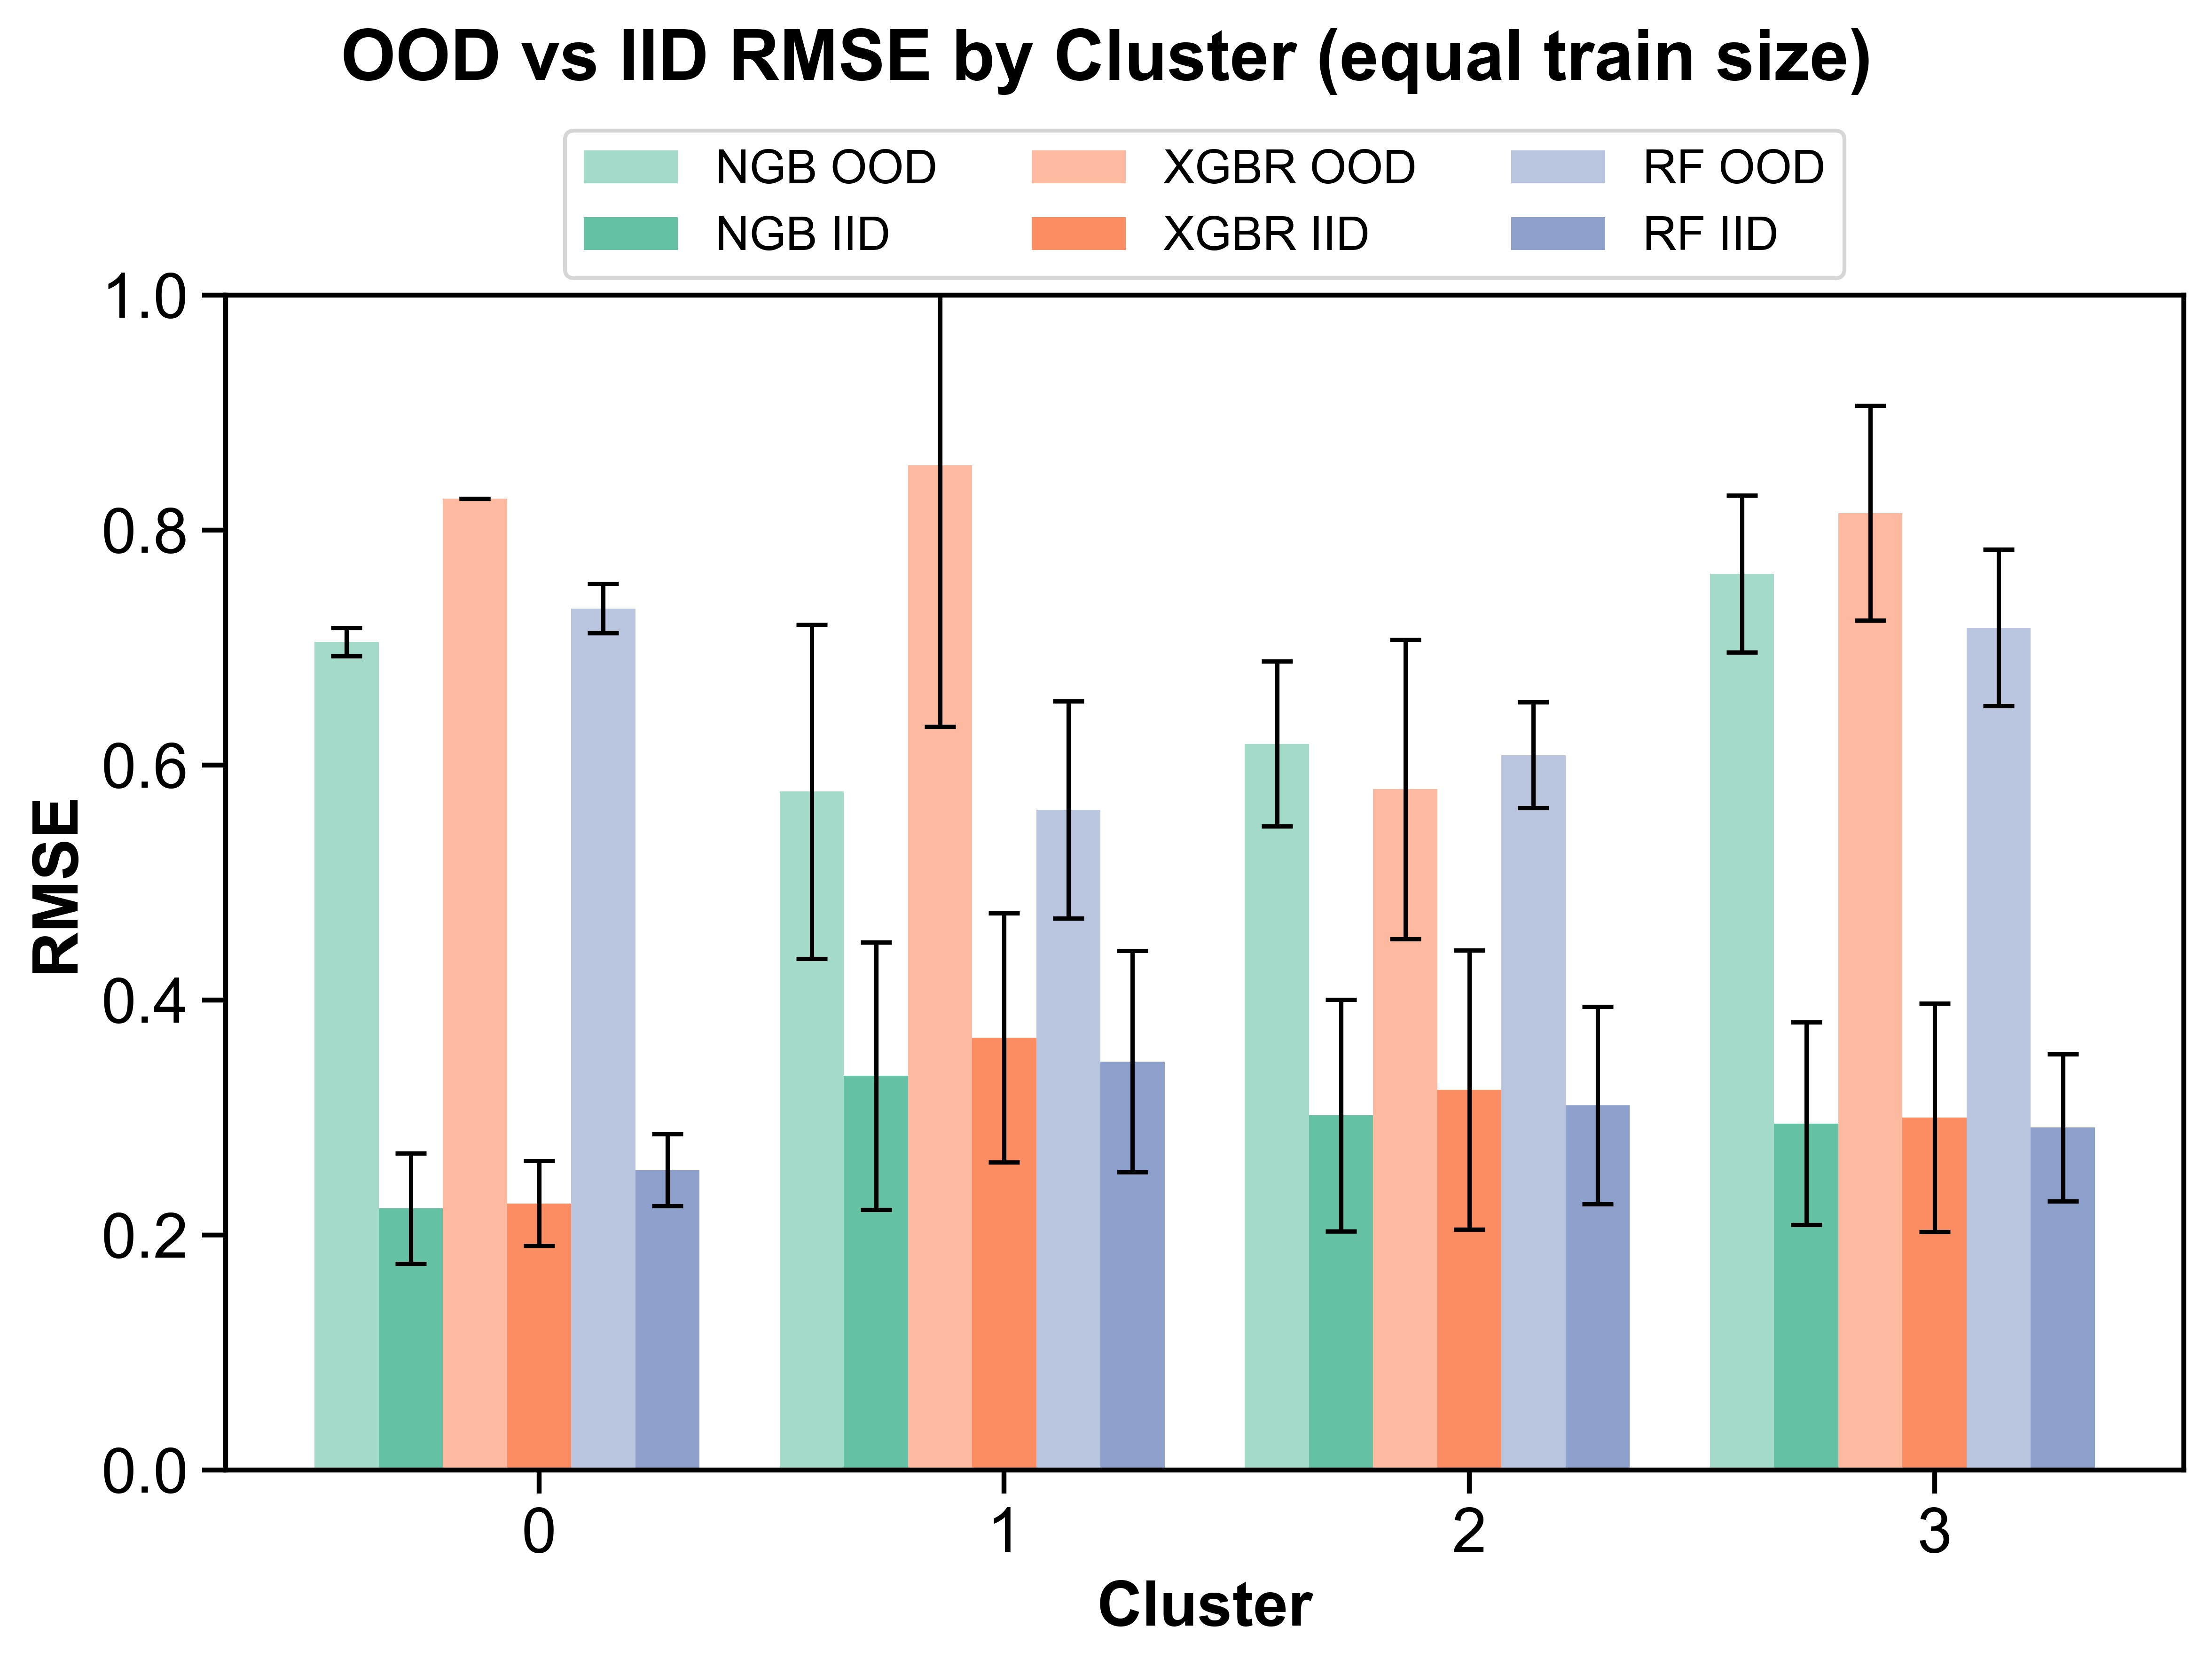 OOD vs IID RMSE by Cluster (equal train size)
NGB OOD XGBR OOD RF OOD
NGB IID XGBR IID RF IID
1.0
0.8
0.6
0.4
0.2
0.0
RMSE
0 1 2 3
Cluster